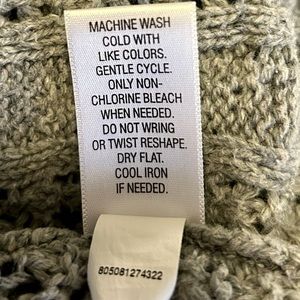 MACHINE WASH
COLD WITH
LIKE COLORS.
GENTLE CYCLE.
ONLY NON-
CHLORINE BLEACH
WHEN NEEDED.
DO NOT WRING
OR TWIST RESHAPE.
DRY FLAT.
COOL IRON
IF NEEDED.
805081274322